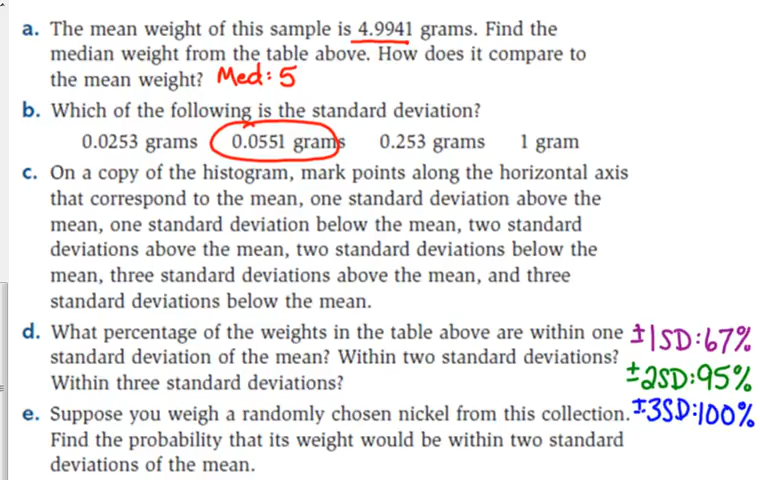 a. The mean weight of this sample is 4.9941 grams. Find the
median weight from the table above. How does it compare to
the mean weight? Med: 5
b. Which of the following is the standard deviation?
0.0253 grams 0.0551 grams 0.253 grams 1 gram
c. On a copy of the histogram, mark points along the horizontal axis
that correspond to the mean, one standard deviation above the
mean, one standard deviation below the mean, two standard
deviations above the mean, two standard deviations below the
mean, three standard deviations above the mean, and three
standard deviations below the mean.
d. What percentage of the weights in the table above are within one ±1SD:67%
standard deviation of the mean? Within two standard deviations?
Within three standard deviations? ±2SD:95%
e. Suppose you weigh a randomly chosen nickel from this collection. ±3SD:100%
Find the probability that its weight would be within two standard
deviations of the mean.